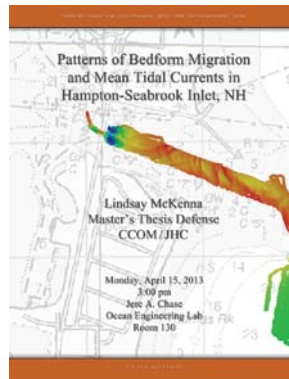 Patterns of Bedform Migration
and Mean Tidal Currents in
Hampton-Seabrook Inlet, NH
Lindsay McKenna
Master's Thesis Defense
CCOM/JHC
Monday, April 15, 2013
3:00 pm
Jere A. Chase
Ocean Engineering Lab
Room 130